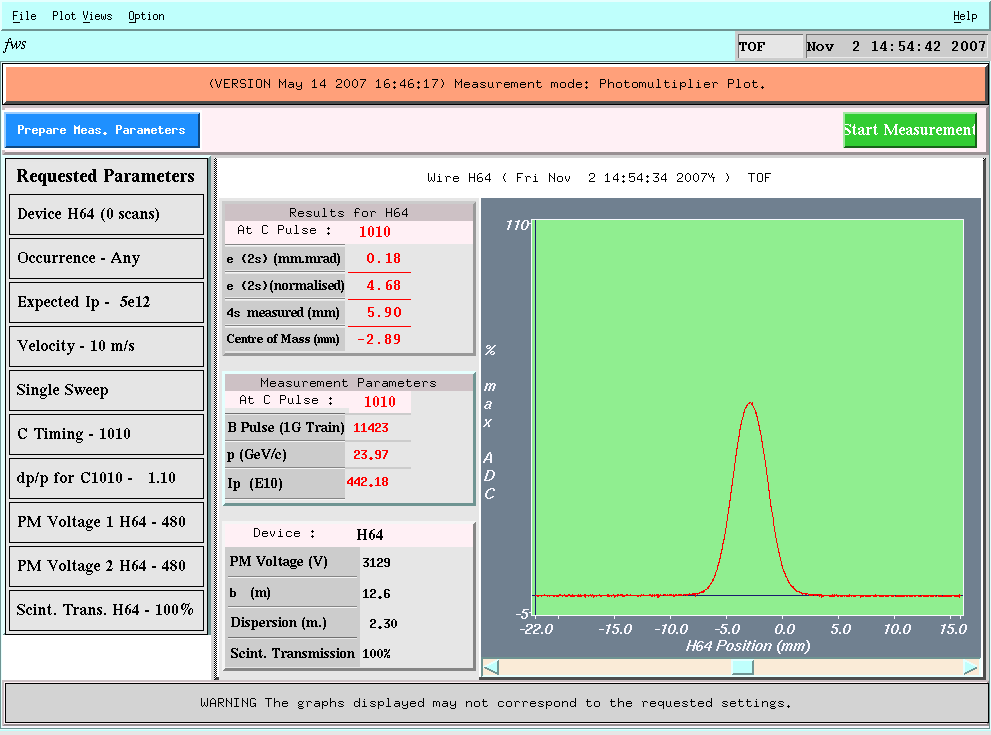 File Plot Views Option Help
fws
TOF Nov 2 14:54:42 2007
(VERSION May 14 2007 16:46:17) Measurement mode: Photomultiplier Plot.
Prepare Meas. Parameters
Start Measurement
Requested Parameters
Device H64 (0 scans)
Occurrence - Any
Expected Ip - 5e12
Velocity - 10 m/s
Single Sweep
C Timing - 1010
dp/p for C1010 - 1.10
PM Voltage 1 H64 - 480
PM Voltage 2 H64 - 480
Scint. Trans. H64 - 100%
Wire H64 ( Fri Nov 2 14:54:34 2007¼ ) TOF
Results for H64
At C Pulse : 1010
e (2s) (mm.mrad) 0.18
e (2s)(normalised) 4.68
4s measured (mm) 5.90
Centre of Mass (mm) -2.89
Measurement Parameters
At C Pulse : 1010
B Pulse (1G Train) 11423
p (GeV/c) 23.97
Ip (E10) 442.18
Device : H64
PM Voltage (V) 3129
b (m) 12.6
Dispersion (m.) 2.30
Scint. Transmission 100%
110
% max ADC
-5
-22.0 -15.0 -10.0 -5.0 0.0 5.0 10.0 15.0
H64 Position (mm)
WARNING The graphs displayed may not correspond to the requested settings.